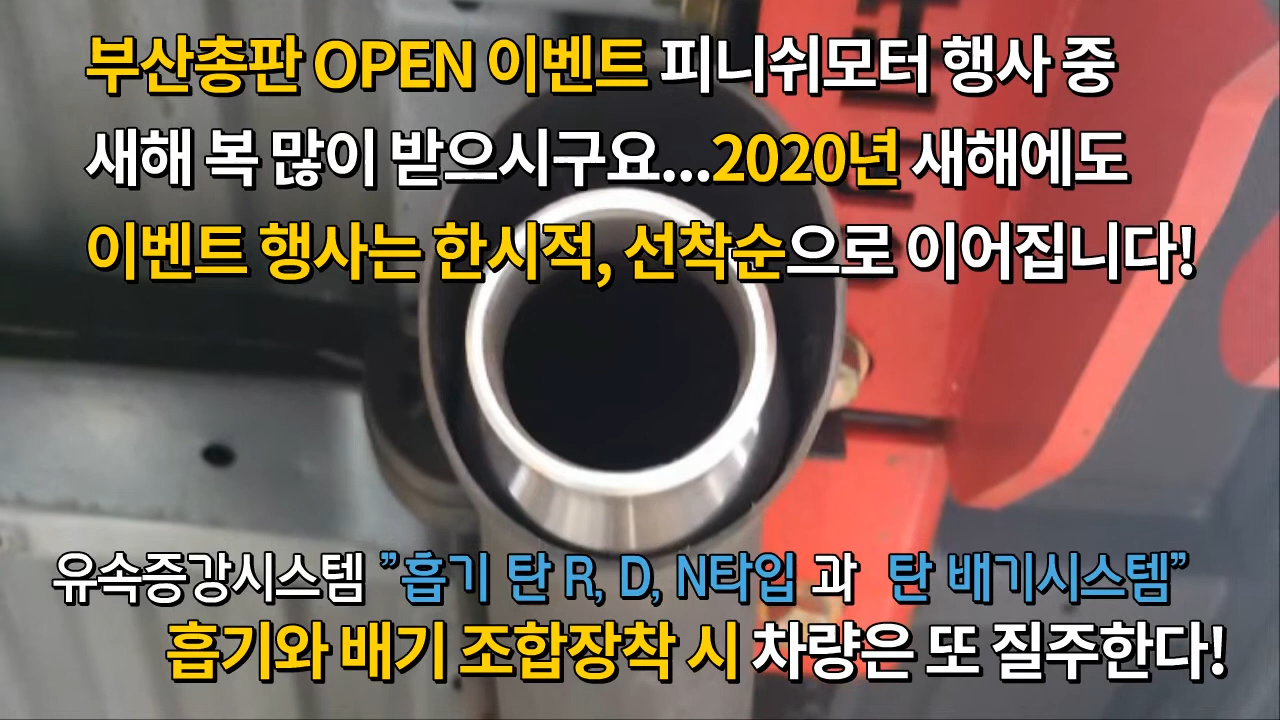 부산총판 OPEN 이벤트 피니쉬모터 행사 중
새해 복 많이 받으시구요...2020년 새해에도
이벤트 행사는 한시적, 선착순으로 이어집니다!
유속증강시스템 "흡기 탄 R, D, N타입 과 탄 배기시스템"
흡기와 배기 조합장착 시 차량은 또 질주한다!